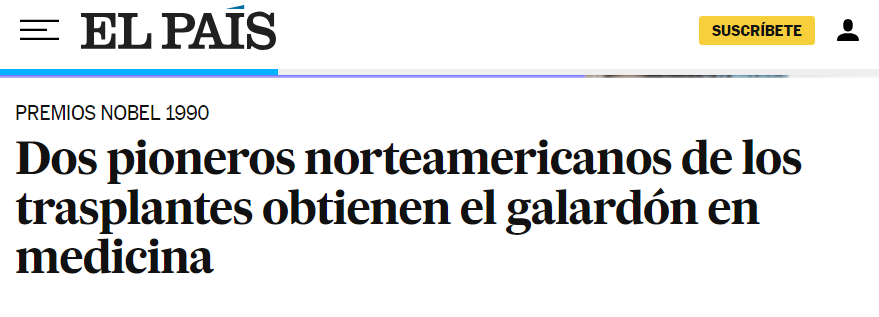 EL PAÍS
SUSCRÍBETE
PREMIOS NOBEL 1990
Dos pioneros norteamericanos de los
trasplantes obtienen el galardón en
medicina